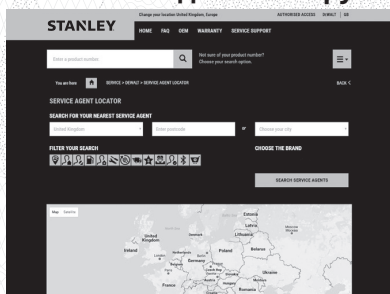 Change your location United Kingdom, Europe
AUTHORISED ACCESS DEWALT GB
STANLEY
HOME FAQ OEM WARRANTY SERVICE SUPPORT
Enter a product number
Not sure of your product number?
Choose your search option.
You are here SERVICE > DEWALT > SERVICE AGENT LOCATOR
BACK
SERVICE AGENT LOCATOR
SEARCH FOR YOUR NEAREST SERVICE AGENT
United Kingdom
Enter postcode
or
Choose your city
FILTER YOUR SEARCH
CHOOSE THE BRAND
SEARCH SERVICE AGENTS
Map Satellite
Estonia
Latvia
Moscow
Denmark
Lithuania
United
Kingdom
Ireland
Belarus
Poland
London
Germany
Ukraine
France
Austria
Romania